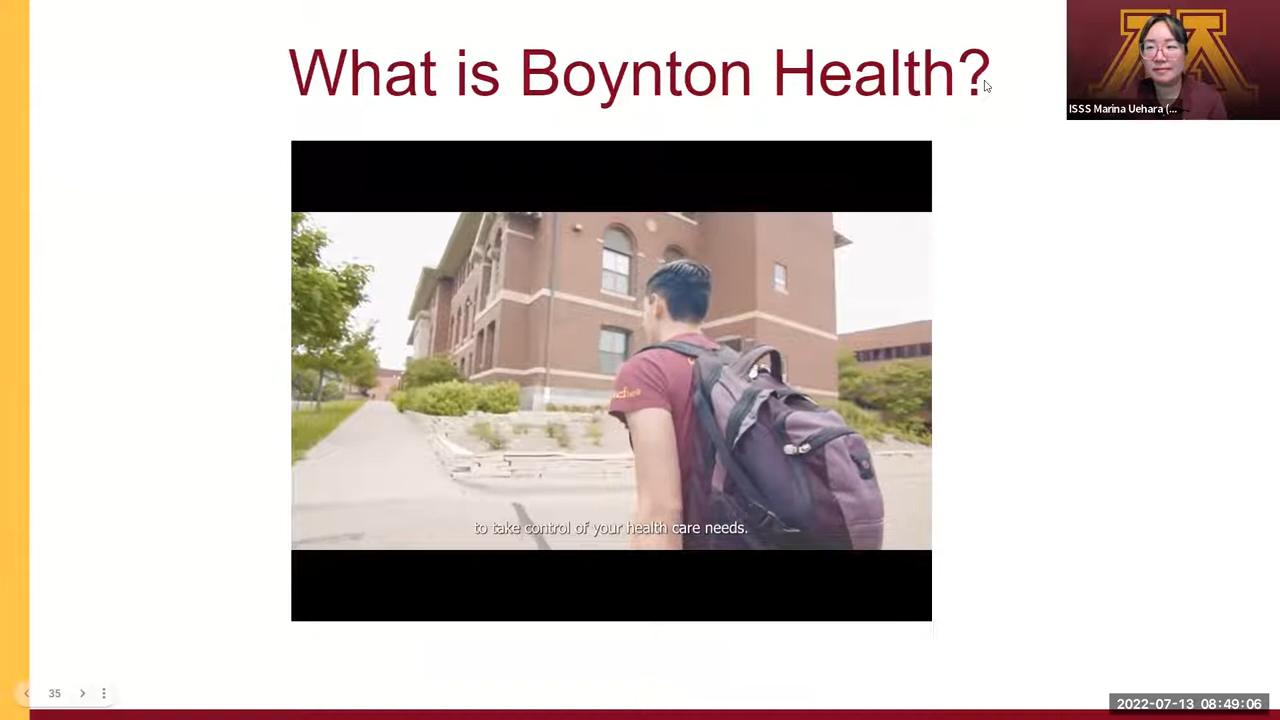 What is Boynton Health?
ISSS Marina Uehara (...
to take control of your health care needs.
35
2022-07-13 08:49:06